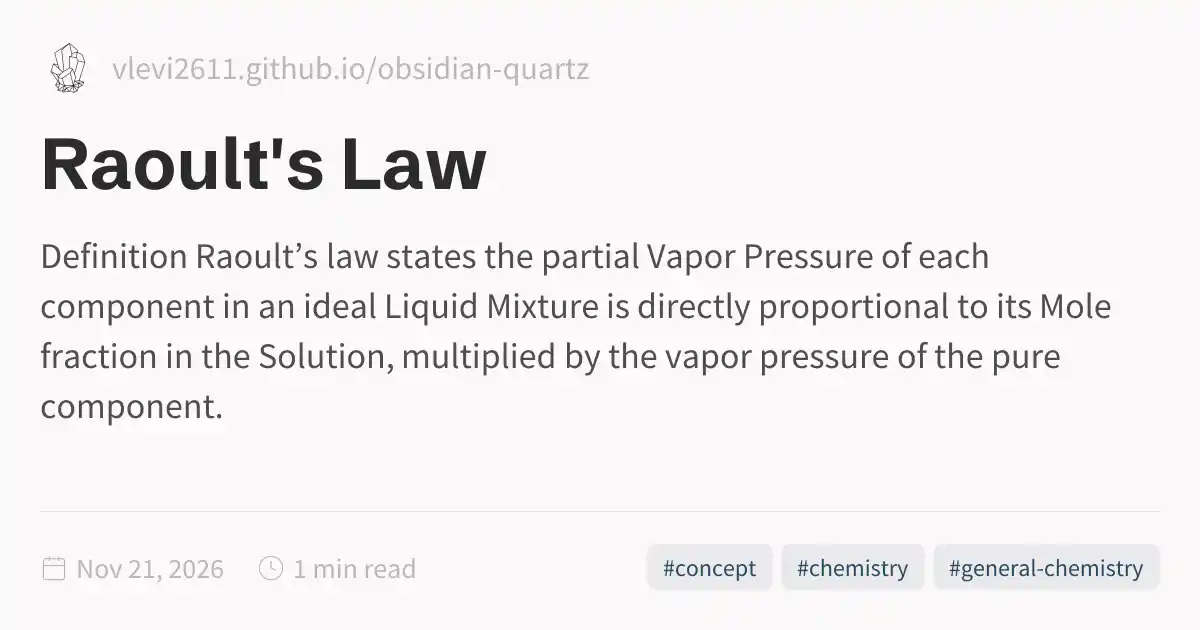 vlevi2611.github.io/obsidian-quartz
Raoult's Law
Definition Raoult’s law states the partial Vapor Pressure of each
component in an ideal Liquid Mixture is directly proportional to its Mole
fraction in the Solution, multiplied by the vapor pressure of the pure
component.
Nov 21, 2026 1 min read #concept #chemistry #general-chemistry